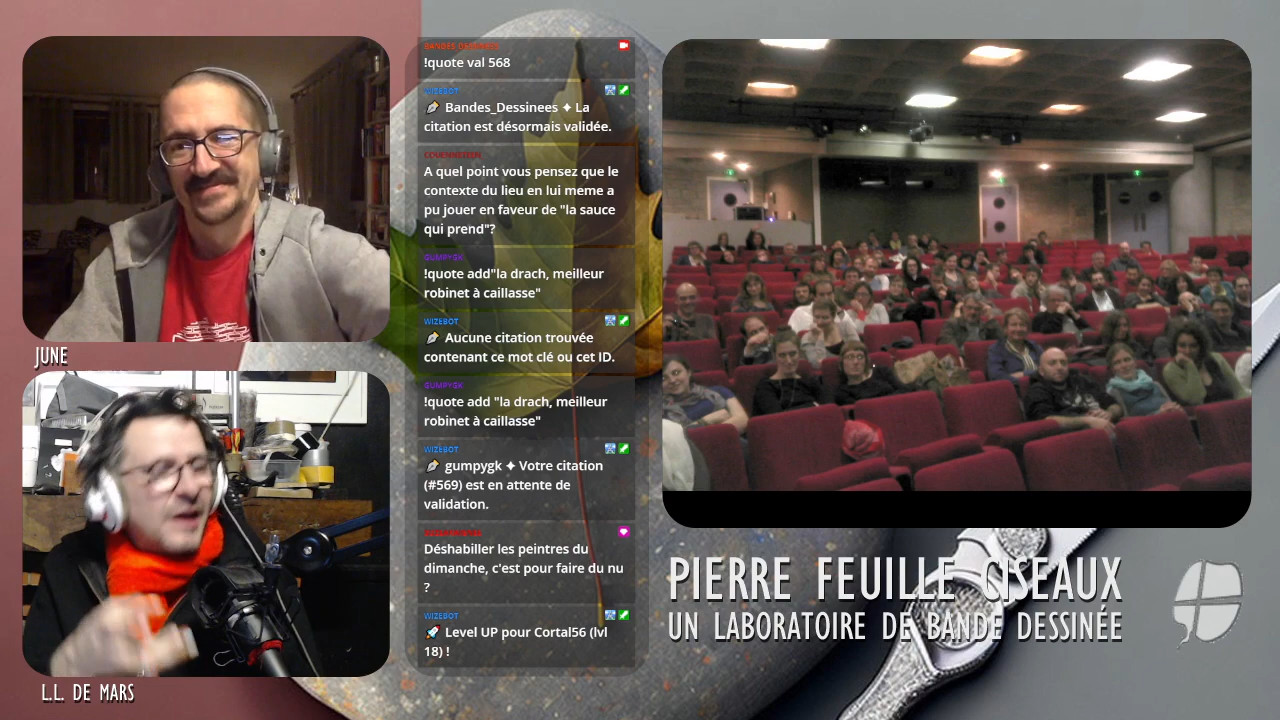 JUNE
L.L. DE MARS
BANDES_DESSINEES
!quote val 568
WIZEBOT
Bandes_Dessinees ✦ La
citation est désormais validée.
A quel point vous pensez que le
contexte du lieu en lui meme a
pu jouer en faveur de "la sauce
qui prend"?
GUMPYGK
!quote add"la drach, meilleur
robinet à caillasse"
WIZEBOT
Aucune citation trouvée
contenant ce mot clé ou cet ID.
GUMPYGK
!quote add "la drach, meilleur
robinet à caillasse"
WIZEBOT
gumpygk ✦ Votre citation
(#569) est en attente de
validation.
Déshabiller les peintres du
dimanche, c'est pour faire du nu
?
WIZEBOT
Level UP pour Cortal56 (lvl
18) !
PIERRE FEUILLE CISEAUX
UN LABORATOIRE DE BANDE DESSINÉE